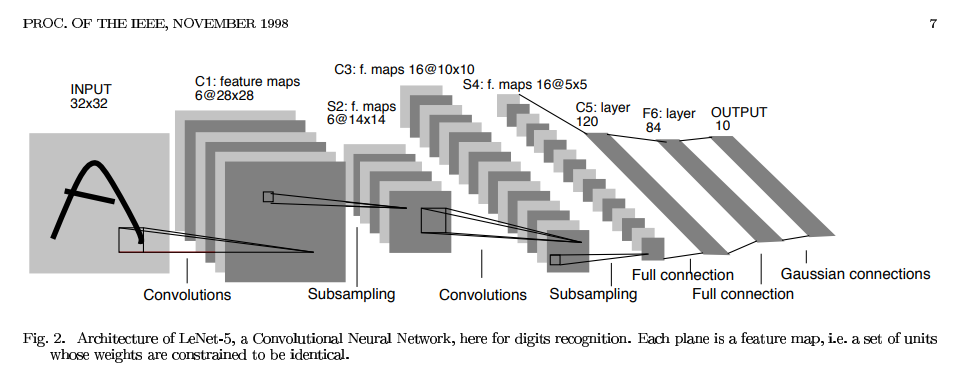 PROC. OF THE IEEE, NOVEMBER 1998
7
INPUT
32x32
C1: feature maps
6@28x28
S2: f. maps
6@14x14
C3: f. maps 16@10x10
S4: f. maps 16@5x5
C5: layer
120
F6: layer
84
OUTPUT
10
Convolutions
Subsampling
Convolutions
Subsampling
Full connection
Full connection
Gaussian connections
Fig. 2. Architecture of LeNet-5, a Convolutional Neural Network, here for digits recognition. Each plane is a feature map, i.e. a set of units
whose weights are constrained to be identical.